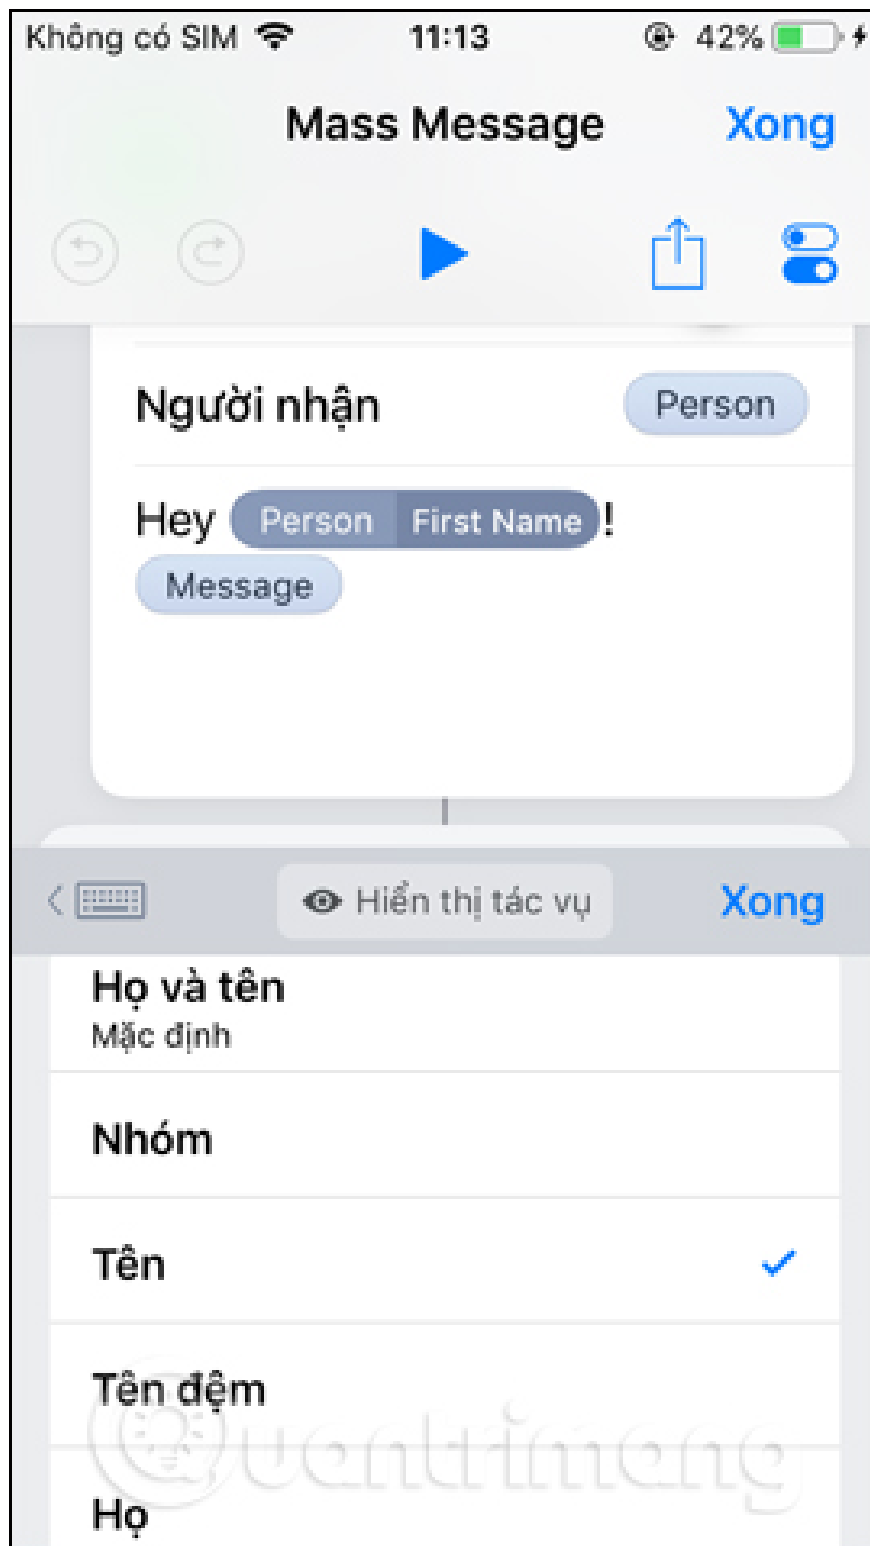 Không có SIM 11:13 42%
Mass Message Xong
Người nhận Person
Hey Person First Name!
Message
Hiển thị tác vụ Xong
Họ và tên
Mặc định
Nhóm
Tên
Tên đệm
Quantrimang
Họ